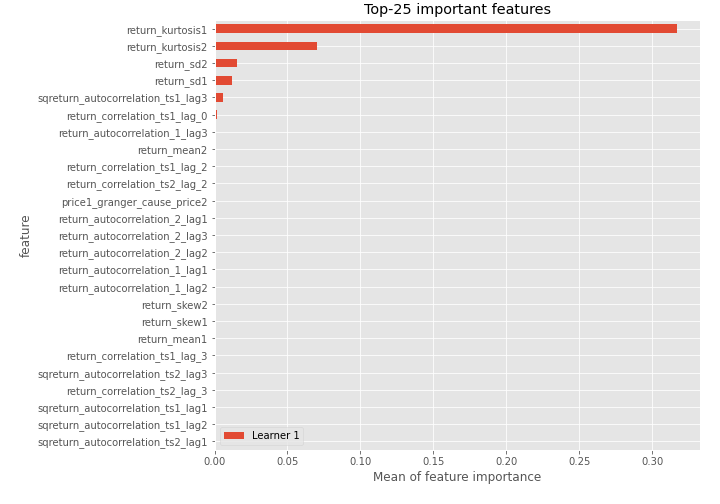 Top-25 important features
return_kurtosis1
return_kurtosis2
return_sd2
return_sd1
sqreturn_autocorrelation_ts1_lag3
return_correlation_ts1_lag_0
return_autocorrelation_1_lag3
return_mean2
return_correlation_ts1_lag_2
return_correlation_ts2_lag_2
price1_granger_cause_price2
return_autocorrelation_2_lag1
return_autocorrelation_2_lag3
return_autocorrelation_2_lag2
return_autocorrelation_1_lag1
return_autocorrelation_1_lag2
return_skew2
return_skew1
return_mean1
return_correlation_ts1_lag_3
sqreturn_autocorrelation_ts2_lag3
return_correlation_ts2_lag_3
sqreturn_autocorrelation_ts1_lag1
sqreturn_autocorrelation_ts1_lag2
sqreturn_autocorrelation_ts2_lag1
feature
Learner 1
0.00 0.05 0.10 0.15 0.20 0.25 0.30
Mean of feature importance